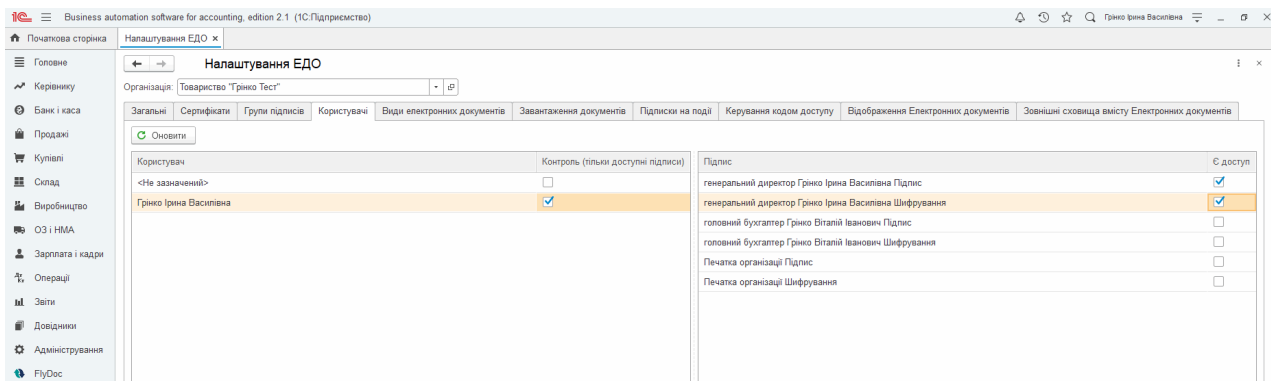 1С Business automation software for accounting, edition 2.1 (1С:Підприємство) Грінко Ірина Василівна
Початкова сторінка Налаштування ЕДО ×
Головне
Керівнику
Банк і каса
Продажі
Купівлі
Склад
Виробництво
ОЗ і НМА
Зарплата і кадри
Операції
Звіти
Довідники
Адміністрування
FlyDoc
Налаштування ЕДО
Організація: Товариство "Грінко Тест"
Загальні Сертифікати Групи підписів Користувачі Види електронних документів Завантаження документів Підписки на події Керування кодом доступу Відображення Електронних документів Зовнішні сховища вмісту Електронних документів
Оновити
Користувач Контроль (тільки доступні підписи)
<Не зазначений>
Грінко Ірина Василівна
Підпис Є доступ
генеральний директор Грінко Ірина Василівна Підпис
генеральний директор Грінко Ірина Василівна Шифрування
головний бухгалтер Грінко Віталій Іванович Підпис
головний бухгалтер Грінко Віталій Іванович Шифрування
Печатка організації Підпис
Печатка організації Шифрування